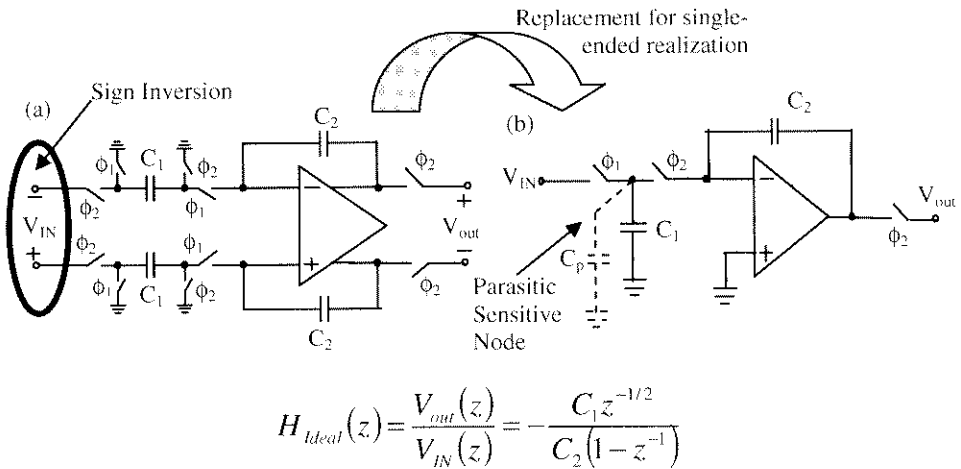 Replacement for single-
ended realization
Sign Inversion
(a)
(b)
C₂
C₂
ϕ₁
C₁
ϕ₂
ϕ₂
ϕ₁
−
−
ϕ₂
+
V_IN
V_out
+
ϕ₂
ϕ₁
+
−
ϕ₂
ϕ₁
C₁
ϕ₂
C₂
V_IN
ϕ₁
ϕ₂
−
+
C₁
C_p
V_out
ϕ₂
Parasitic
Sensitive
Node
H_Ideal(z) = V_out(z) / V_IN(z) = − C₁z^{-1/2} / C₂(1 − z^{-1})